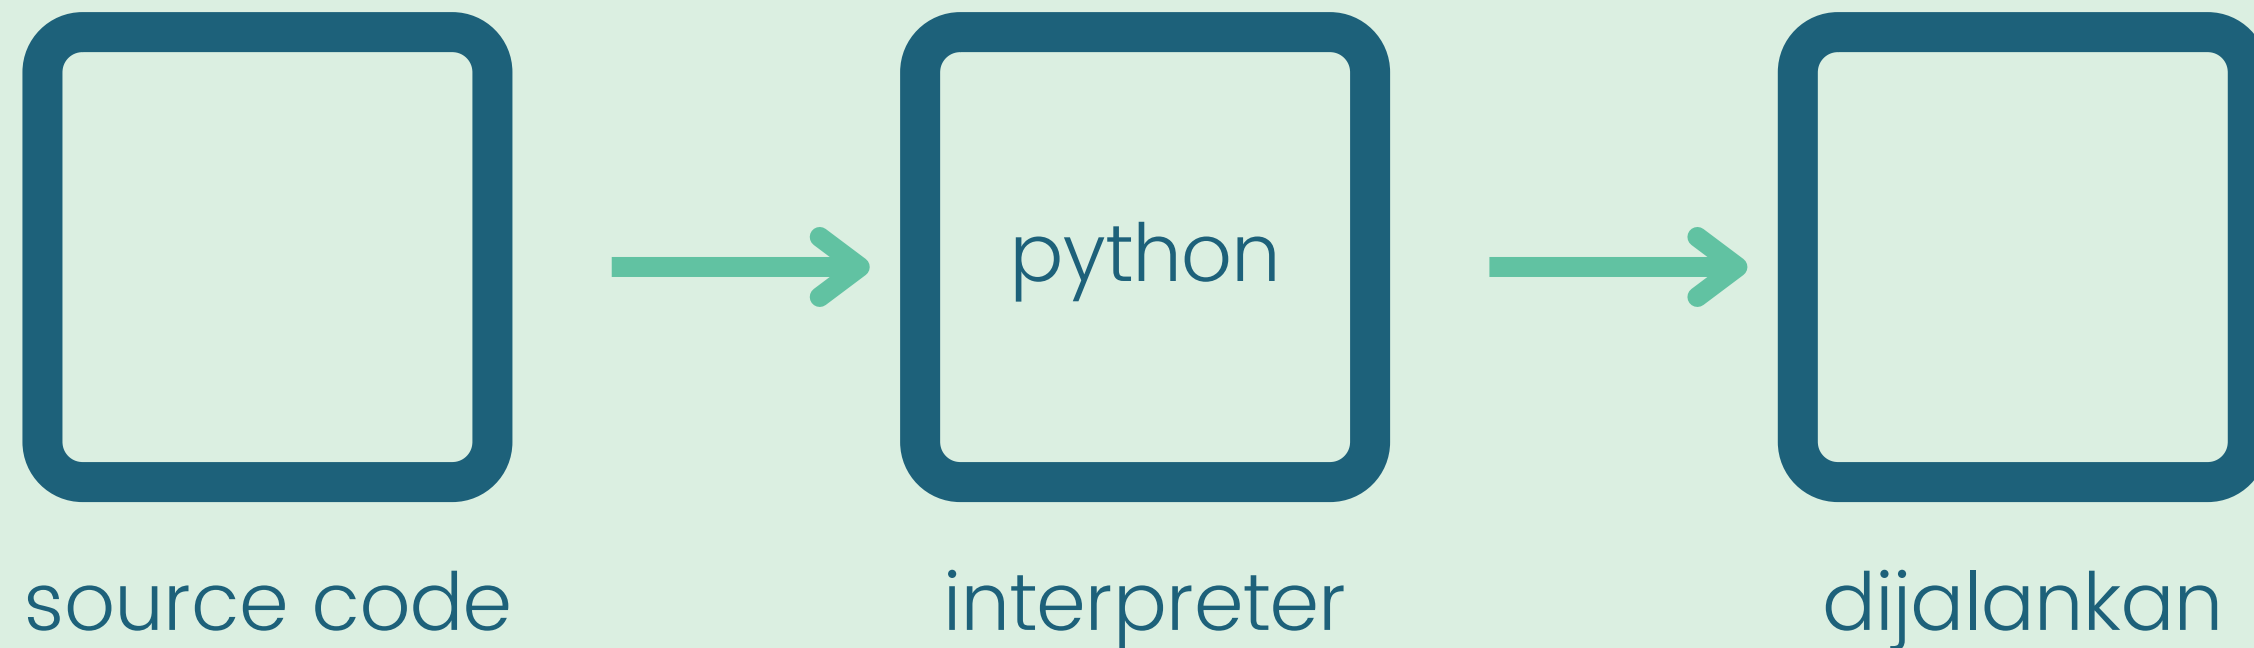 python
source code
interpreter
dijalankan